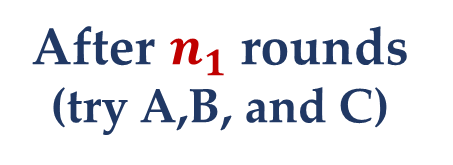 After n₁ rounds
(try A,B, and C)